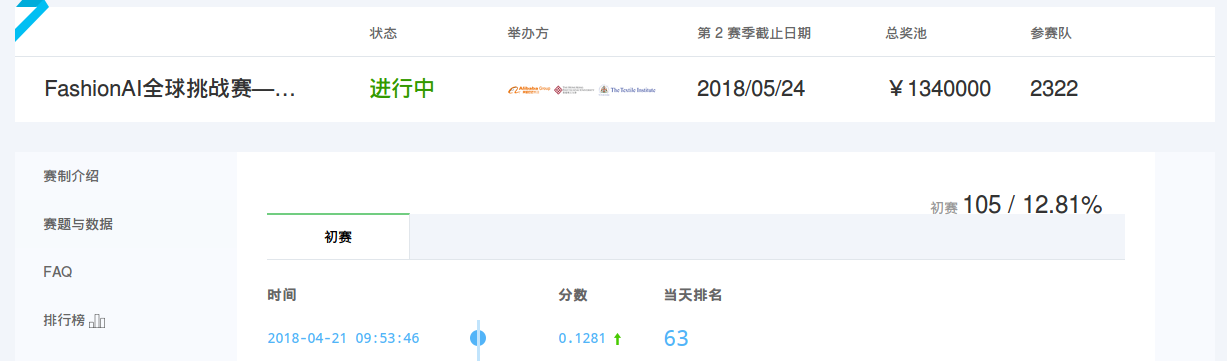 状态 举办方 第 2 赛季截止日期 总奖池 参赛队
FashionAI全球挑战赛—… 进行中 Alibaba Group The Textile Institute 2018/05/24 ￥1340000 2322
赛制介绍
赛题与数据
FAQ
排行榜
初赛 105 / 12.81%
初赛
时间 分数 当天排名
2018-04-21 09:53:46 0.1281 63